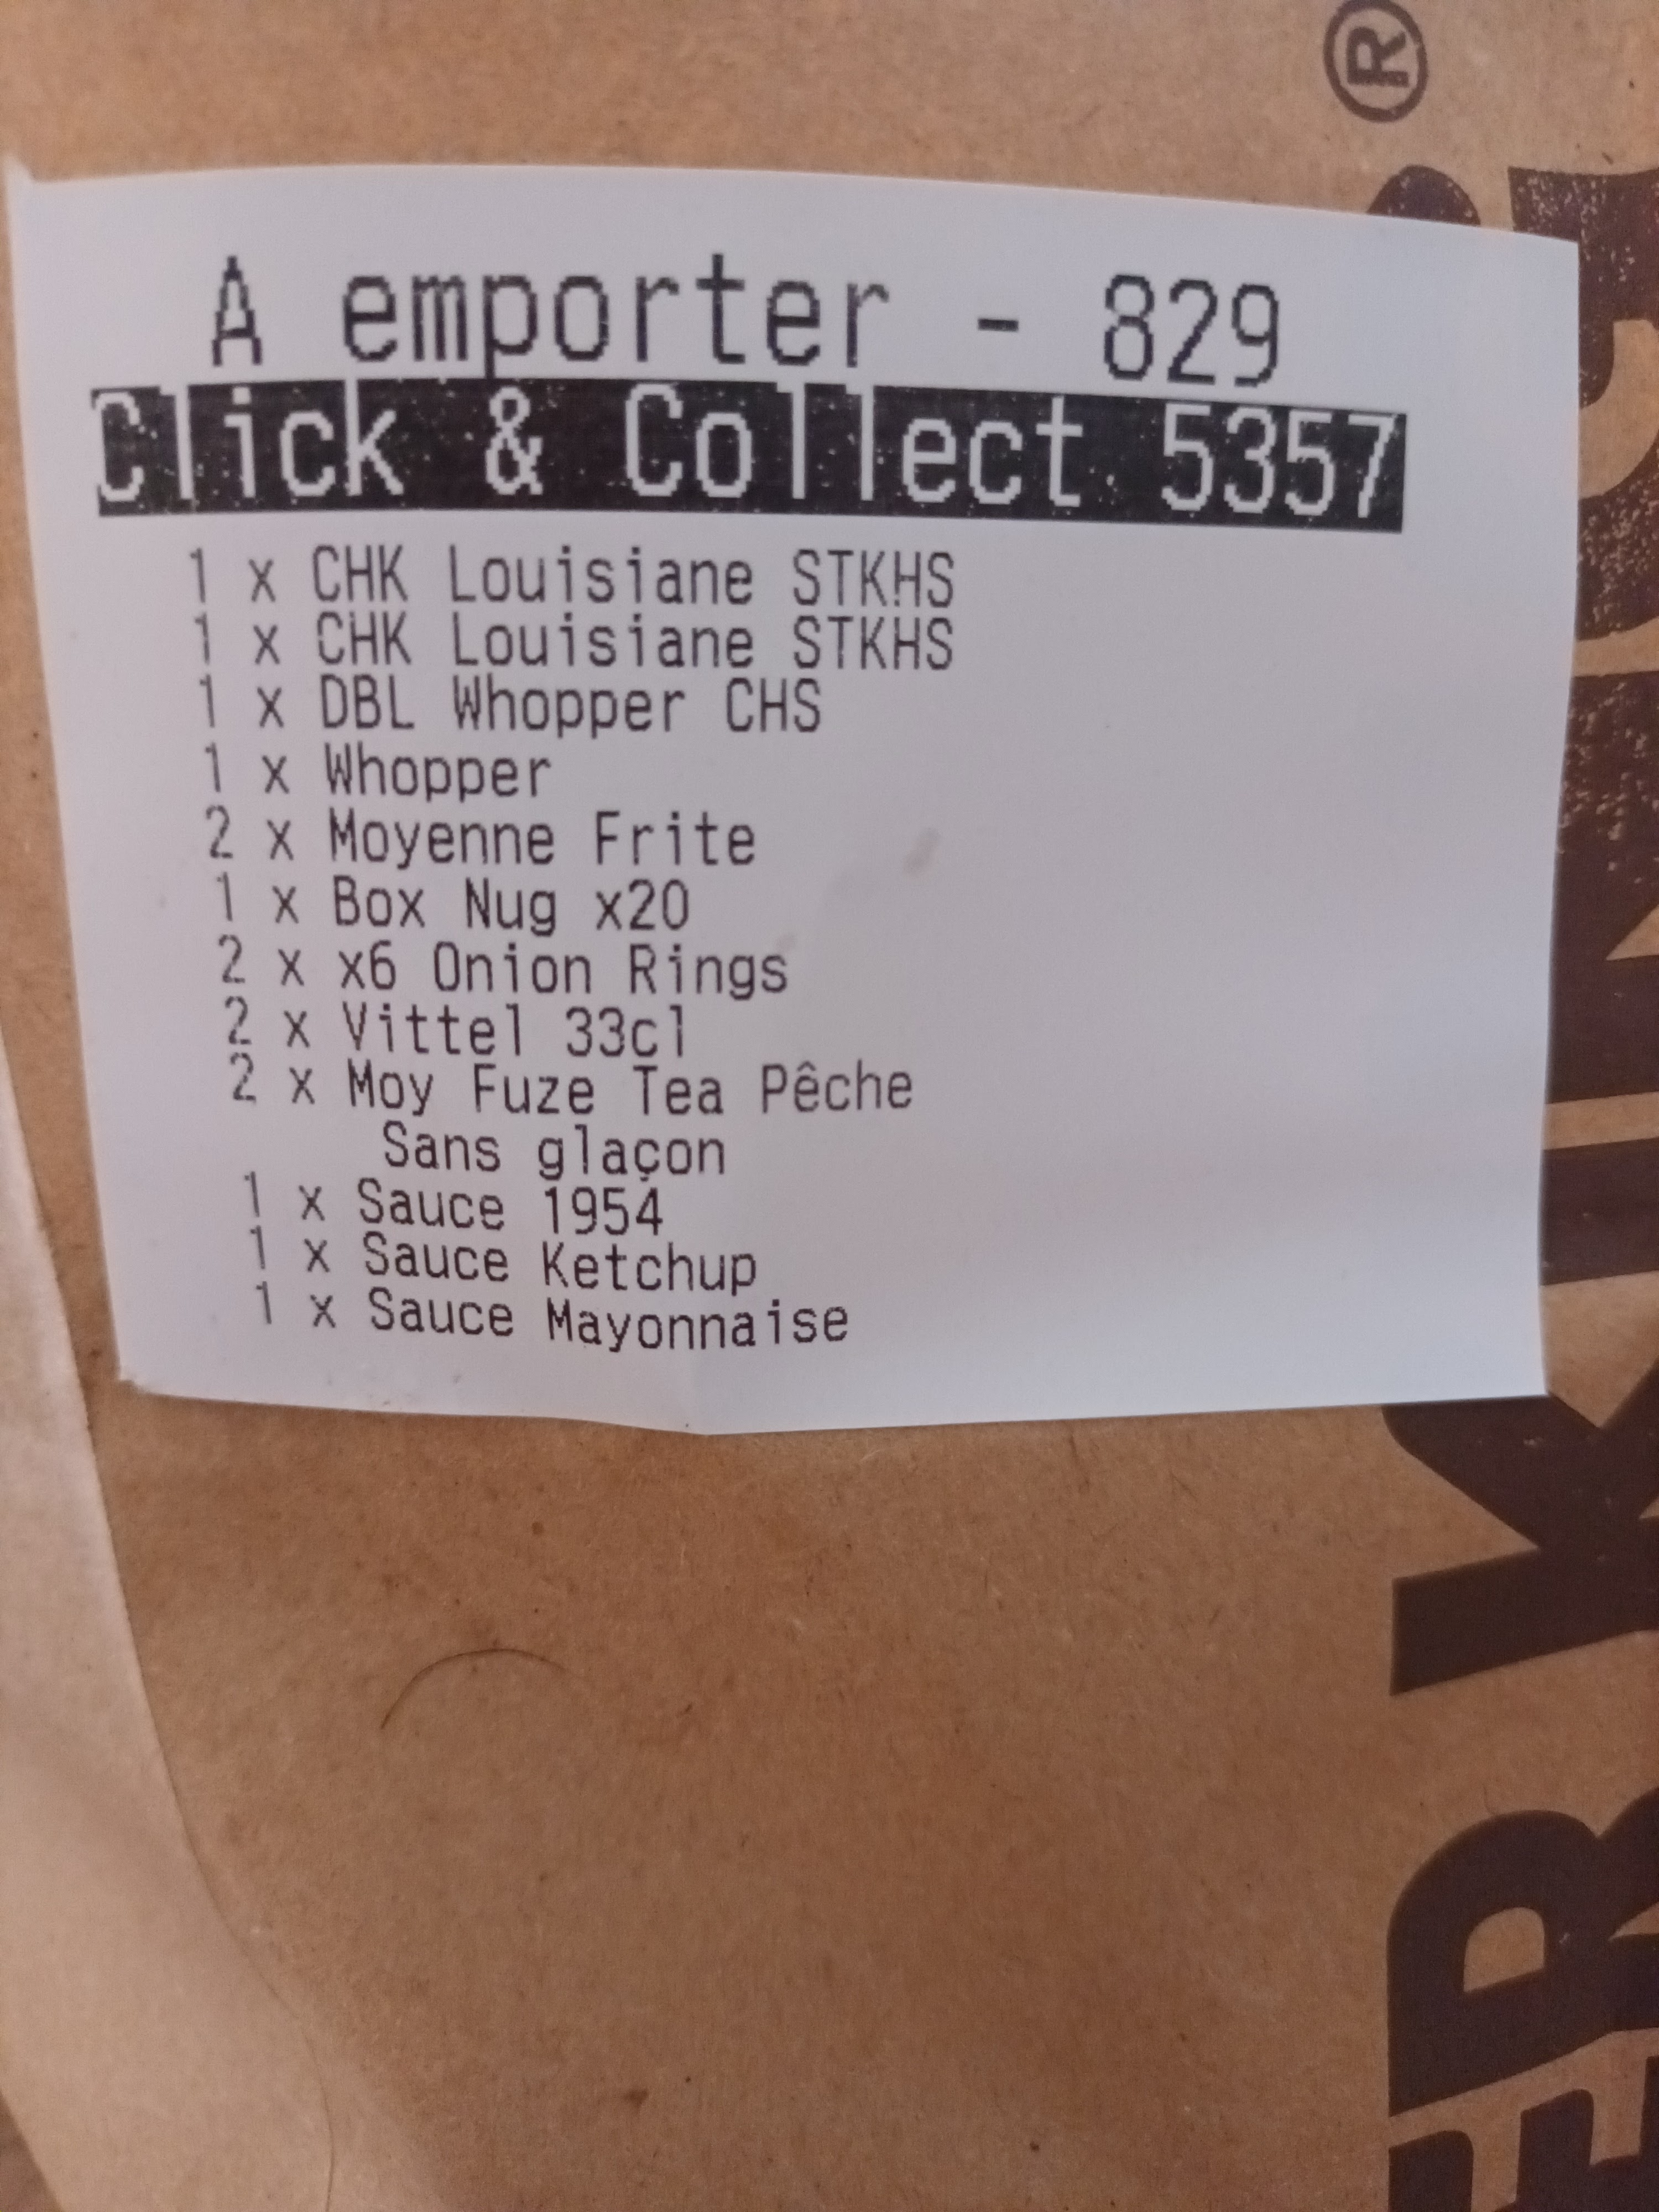 A emporter - 829
Click & Collect 5357
1 x CHK Louisiane STKHS
1 x CHK Louisiane STKHS
1 x DBL Whopper CHS
1 x Whopper
2 x Moyenne Frite
1 x Box Nug x20
2 x x6 Onion Rings
2 x Vittel 33cl
2 x Moy Fuze Tea Pêche
Sans glaçon
1 x Sauce 1954
1 x Sauce Ketchup
1 x Sauce Mayonnaise
ER KING®